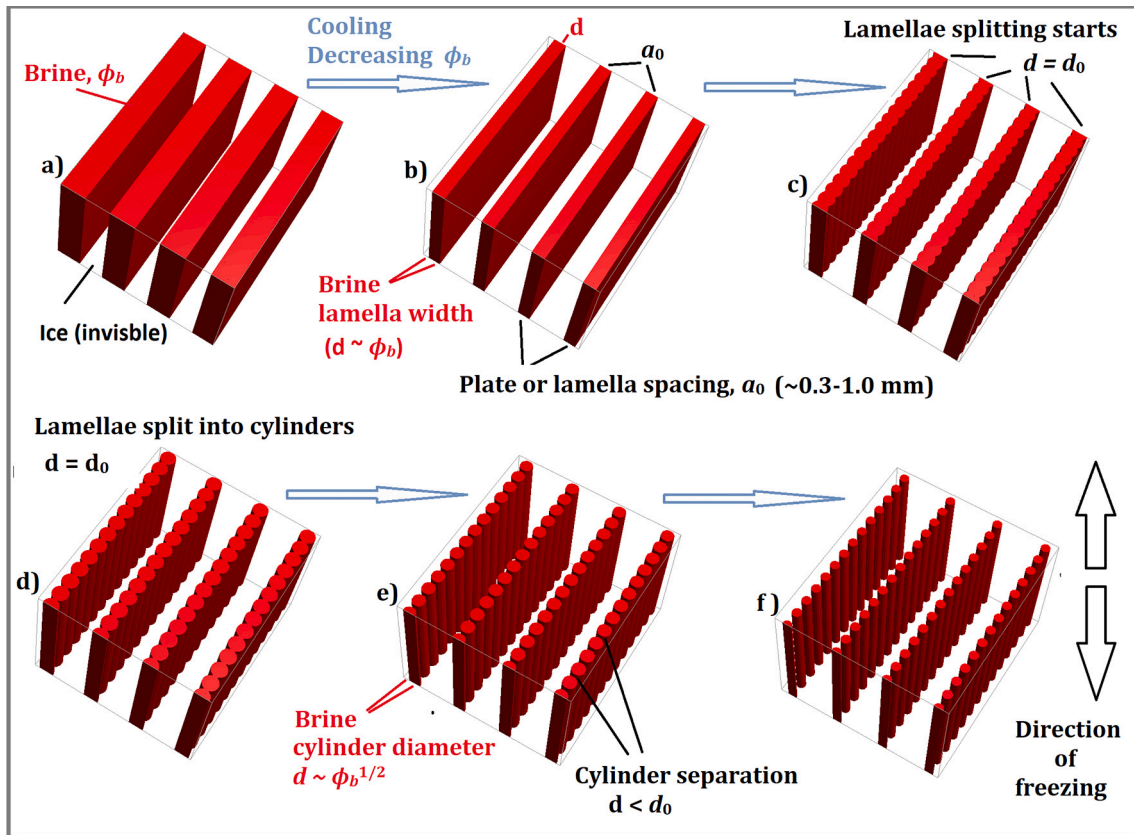 Cooling
Decreasing ϕb
Brine, ϕb
a)
Ice (invisble)
d
a0
b)
Brine
lamella width
(d ~ ϕb)
Plate or lamella spacing, a0 (~0.3-1.0 mm)
Lamellae splitting starts
d = d0
c)
Lamellae split into cylinders
d = d0
d)
e)
Brine
cylinder diameter
d ~ ϕb1/2
Cylinder separation
d < d0
f)
Direction
of
freezing